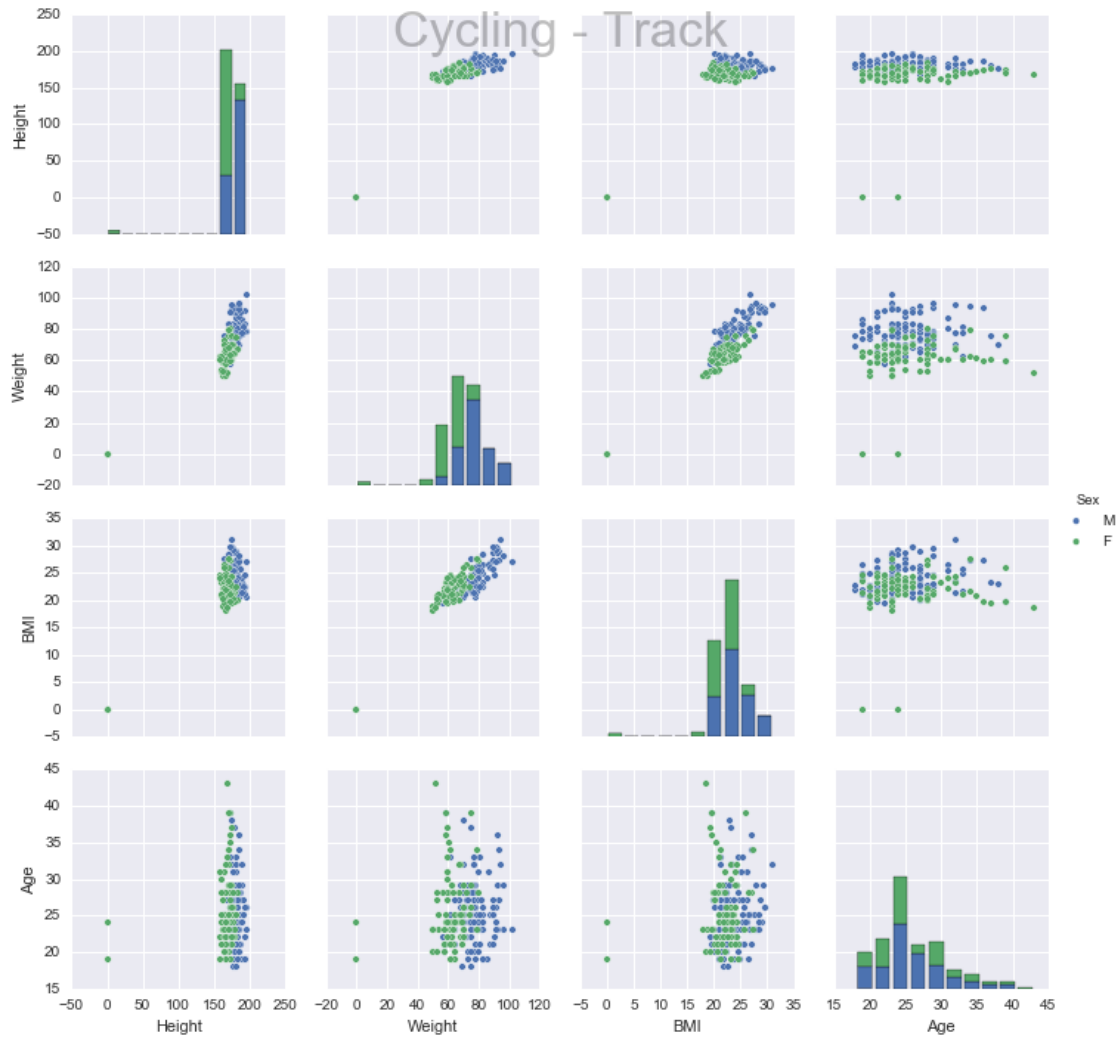 Cycling - Track
250
200
150
100
50
0
−50
Height
120
100
80
60
40
20
0
−20
Weight
Sex
M
F
35
30
25
20
15
10
5
0
−5
BMI
45
40
35
30
25
20
15
Age
−50 0 50 100 150 200 250
−20 0 20 40 60 80 100 120
−5 0 5 10 15 20 25 30 35
15 20 25 30 35 40 45
Height Weight BMI Age